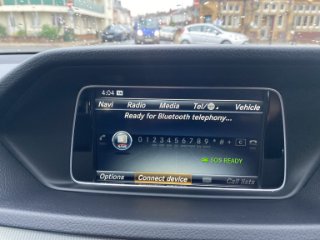 4:04
Navi Radio Media Tel/ Vehicle
Ready for Bluetooth telephony...
0 1 2 3 4 5 6 7 8 9 * # + C
SOS READY
Options Connect device Call lists